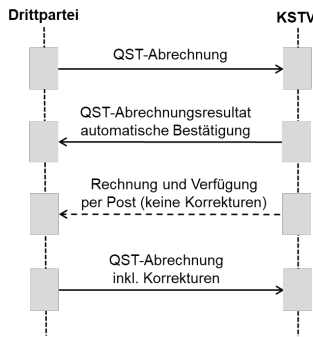 Drittpartei
KSTV
QST-Abrechnung
QST-Abrechnungsresultat
automatische Bestätigung
Rechnung und Verfügung
per Post (keine Korrekturen)
QST-Abrechnung
inkl. Korrekturen